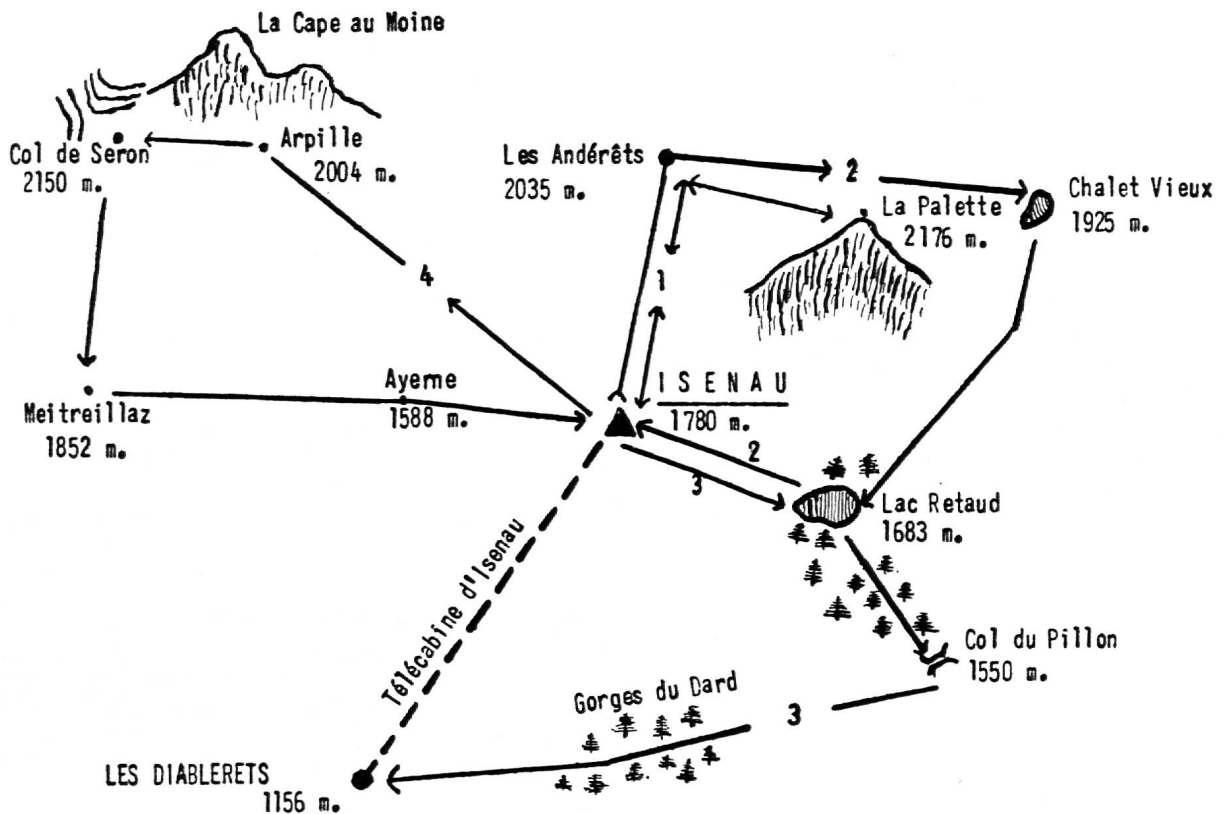 La Cape au Moine
Col de Seron
2150 m.
Arpille
2004 m.
Les Andérêts
2035 m.
2
Chalet Vieux
1925 m.
La Palette
2176 m.
1
4
ISENAU
1780 m.
Ayerne
1588 m.
Meitreillaz
1852 m.
2
3
Lac Retaud
1683 m.
Télécabine d'Isenau
Col du Pillon
1550 m.
Gorges du Dard
3
LES DIABLERETS
1156 m.